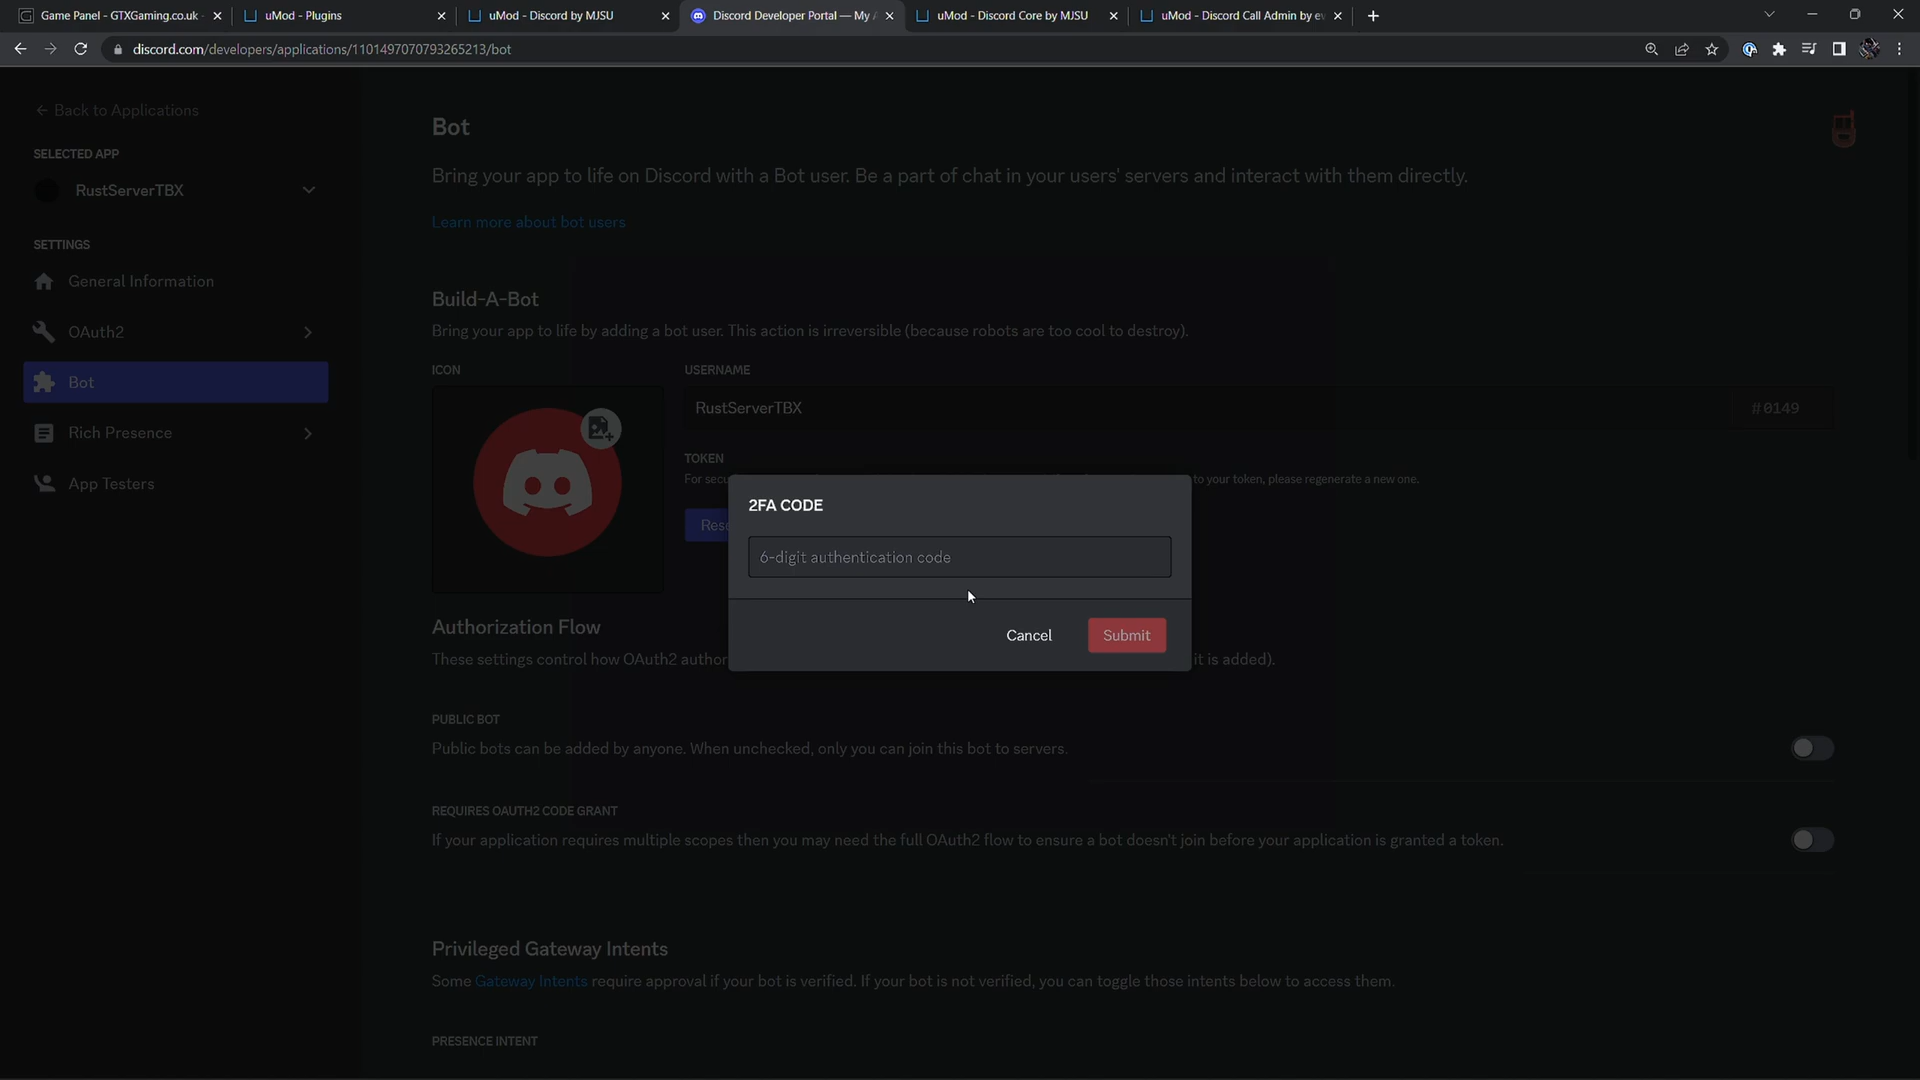 Game Panel - GTXGaming.co.uk
uMod - Plugins
uMod - Discord by MJSU
Discord Developer Portal — My
uMod - Discord Core by MJSU
uMod - Discord Call Admin by
discord.com/developers/applications/1101497070793265213/bot
← Back to Applications
SELECTED APP
RustServerTBX
SETTINGS
General Information
OAuth2
Bot
Rich Presence
App Testers
Bot
Bring your app to life on Discord with a Bot user. Be a part of chat in your users' servers and interact with them directly.
Learn more about bot users
Build-A-Bot
Bring your app to life by adding a bot user. This action is irreversible (because robots are too cool to destroy).
ICON
USERNAME
RustServerTBX
#0149
TOKEN
For secu
to your token, please regenerate a new one.
Res
2FA CODE
6-digit authentication code
Cancel
Submit
Authorization Flow
These settings control how OAuth2 author
it is added).
PUBLIC BOT
Public bots can be added by anyone. When unchecked, only you can join this bot to servers.
REQUIRES OAUTH2 CODE GRANT
If your application requires multiple scopes then you may need the full OAuth2 flow to ensure a bot doesn't join before your application is granted a token.
Privileged Gateway Intents
Some Gateway Intents require approval if your bot is verified. If your bot is not verified, you can toggle those intents below to access them.
PRESENCE INTENT